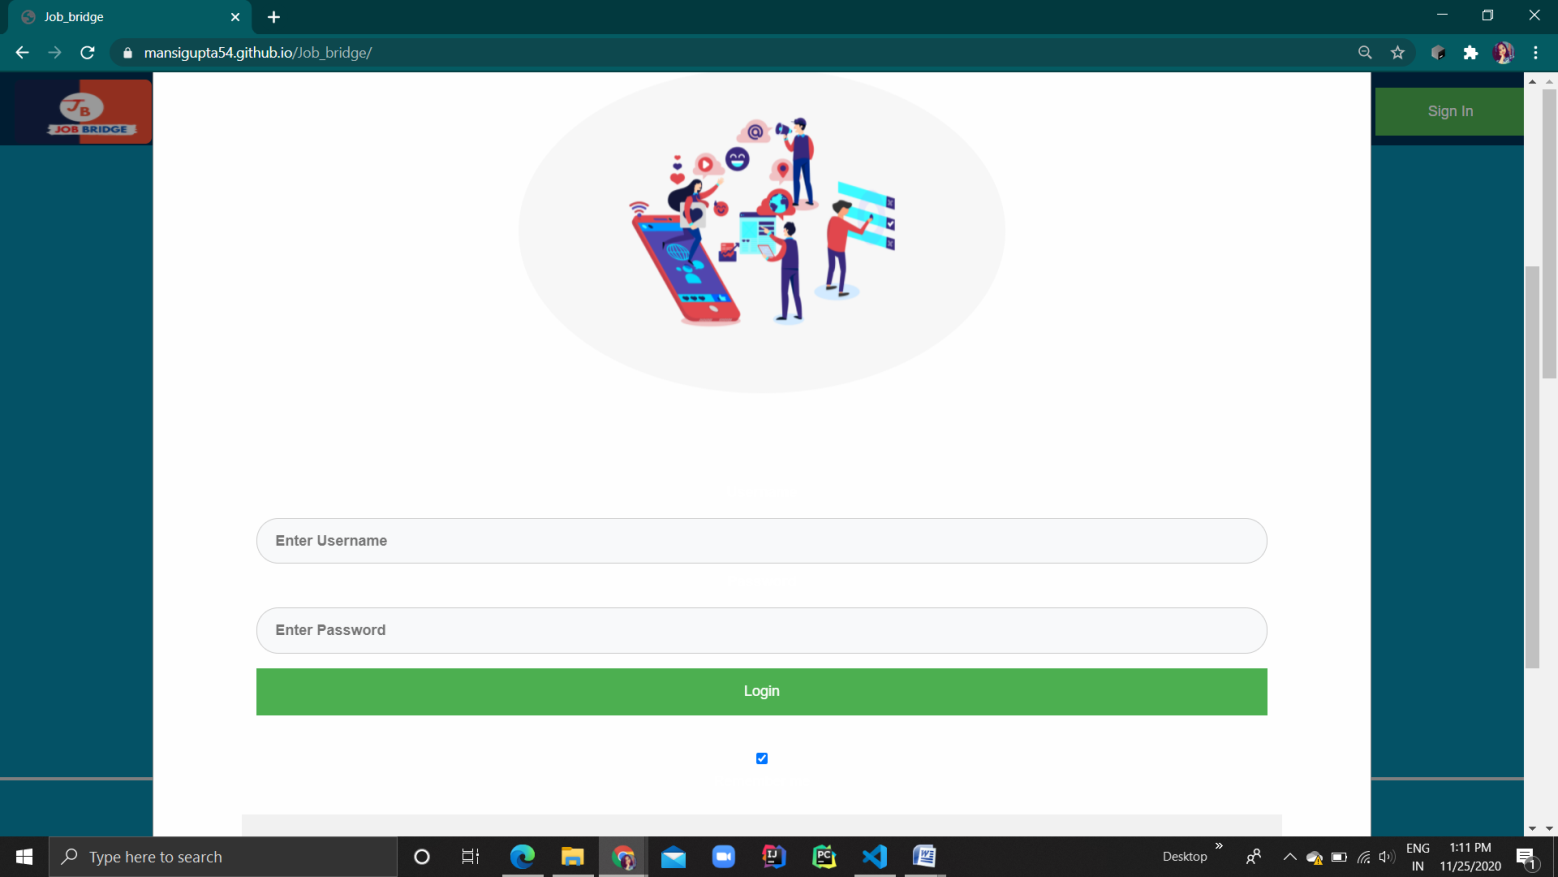 Job_bridge
mansigupta54.github.io/Job_bridge/
JB
JOB BRIDGE
Sign In
Enter Username
Enter Password
Login
Type here to search
Desktop
ENG
IN
1:11 PM
11/25/2020
1